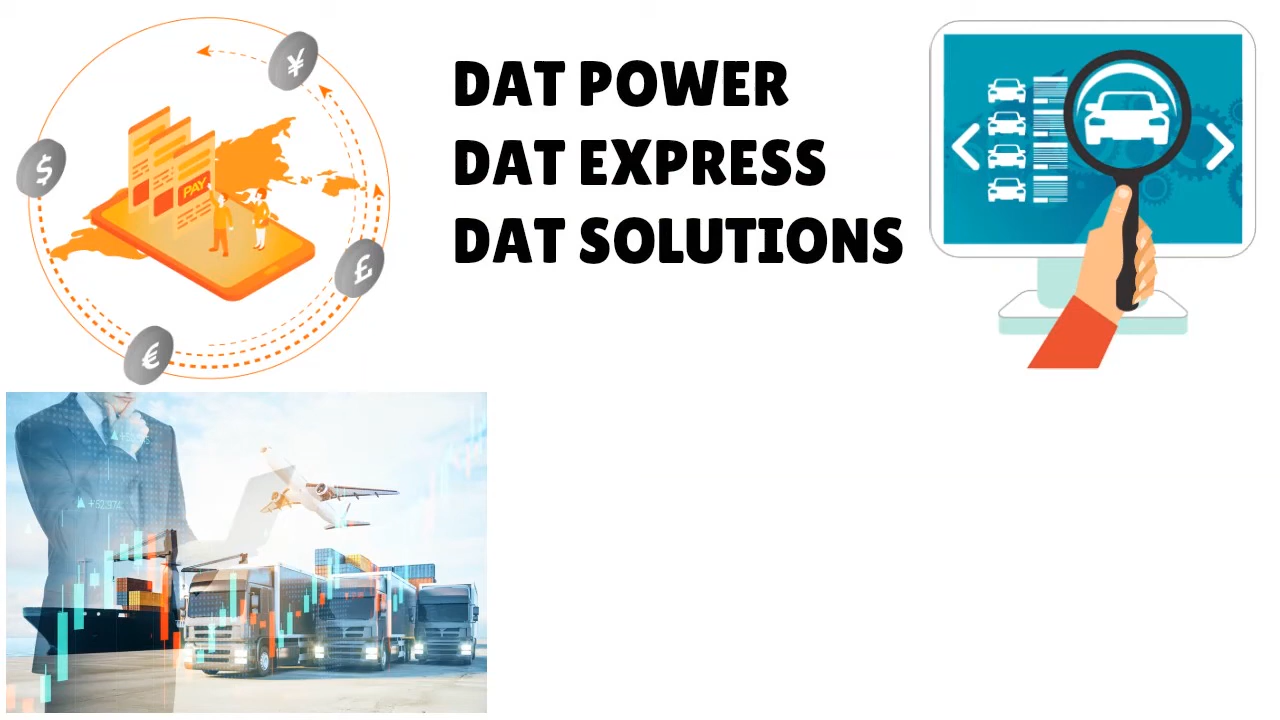 DAT POWER
DAT EXPRESS
DAT SOLUTIONS
¥
$
PAY
£
€